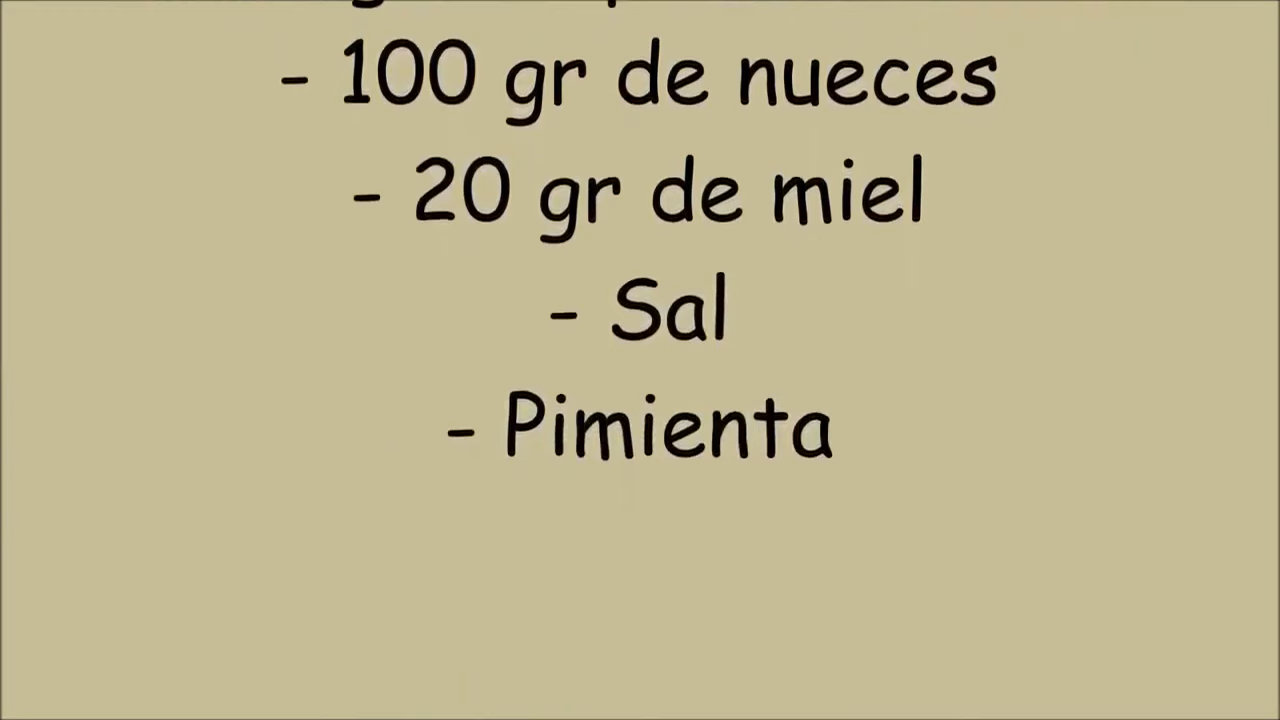 - 100 gr de nueces
- 20 gr de miel
- Sal
- Pimienta